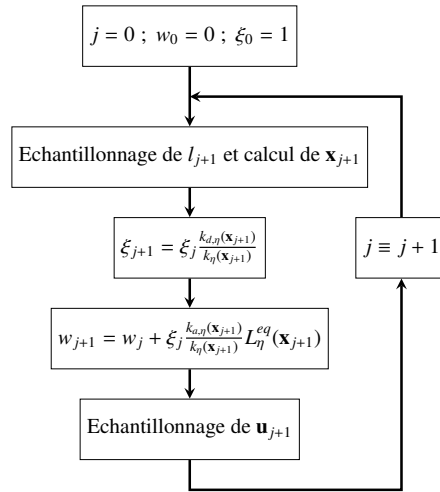 j = 0 ; w₀ = 0 ; ξ₀ = 1
Echantillonnage de l_{j+1} et calcul de x_{j+1}
ξ_{j+1} = ξ_j \frac{k_{d,η}(x_{j+1})}{k_η(x_{j+1})}
j ≡ j + 1
w_{j+1} = w_j + ξ_j \frac{k_{a,η}(x_{j+1})}{k_η(x_{j+1})} L_η^{eq}(x_{j+1})
Echantillonnage de u_{j+1}